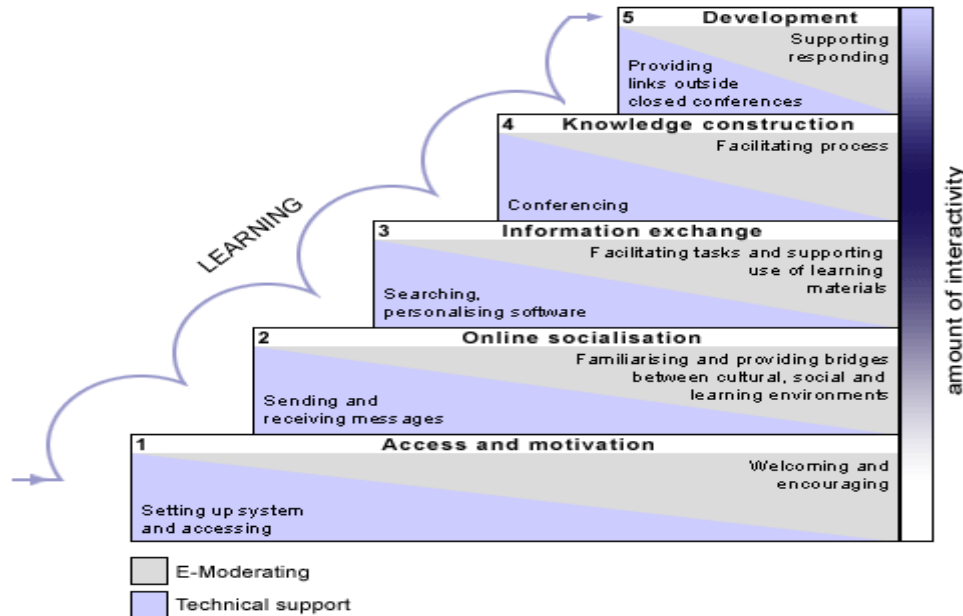 5 Development
Supporting
responding
Providing
links outside
closed conferences
4 Knowledge construction
Facilitating process
Conferencing
3 Information exchange
Facilitating tasks and supporting
use of learning
materials
Searching,
personalising software
2 Online socialisation
Familiarising and providing bridges
between cultural, social and
learning environments
Sending and
receiving messages
1 Access and motivation
Welcoming and
encouraging
Setting up system
and accessing
LEARNING
amount of interactivity
E-Moderating
Technical support